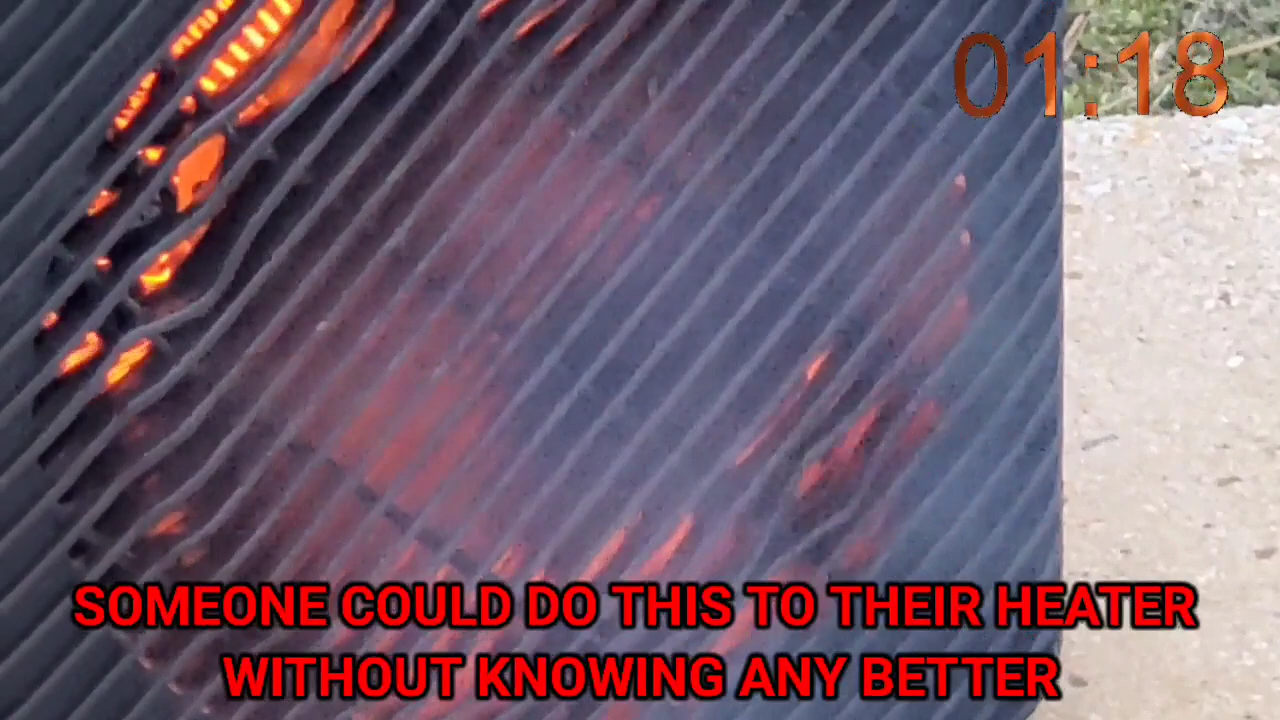 01:18
SOMEONE COULD DO THIS TO THEIR HEATER
WITHOUT KNOWING ANY BETTER